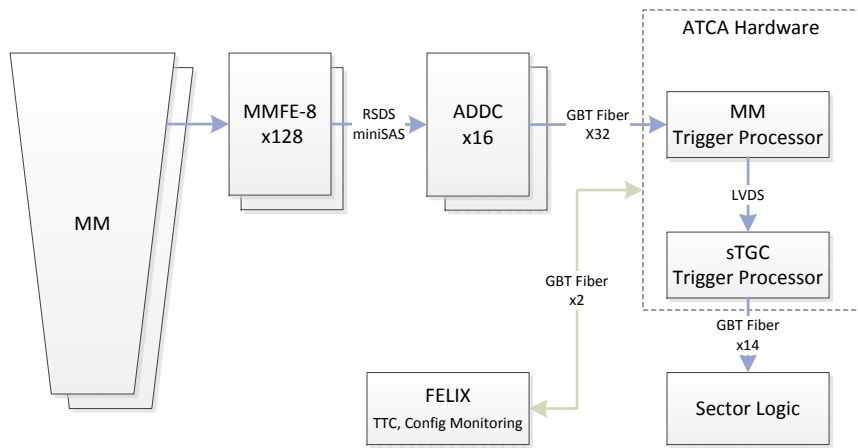 ATCA Hardware
MM
MMFE-8
x128
RSDS
miniSAS
ADDC
x16
GBT Fiber
X32
MM
Trigger Processor
LVDS
sTGC
Trigger Processor
GBT Fiber
x2
GBT Fiber
x14
FELIX
TTC, Config Monitoring
Sector Logic